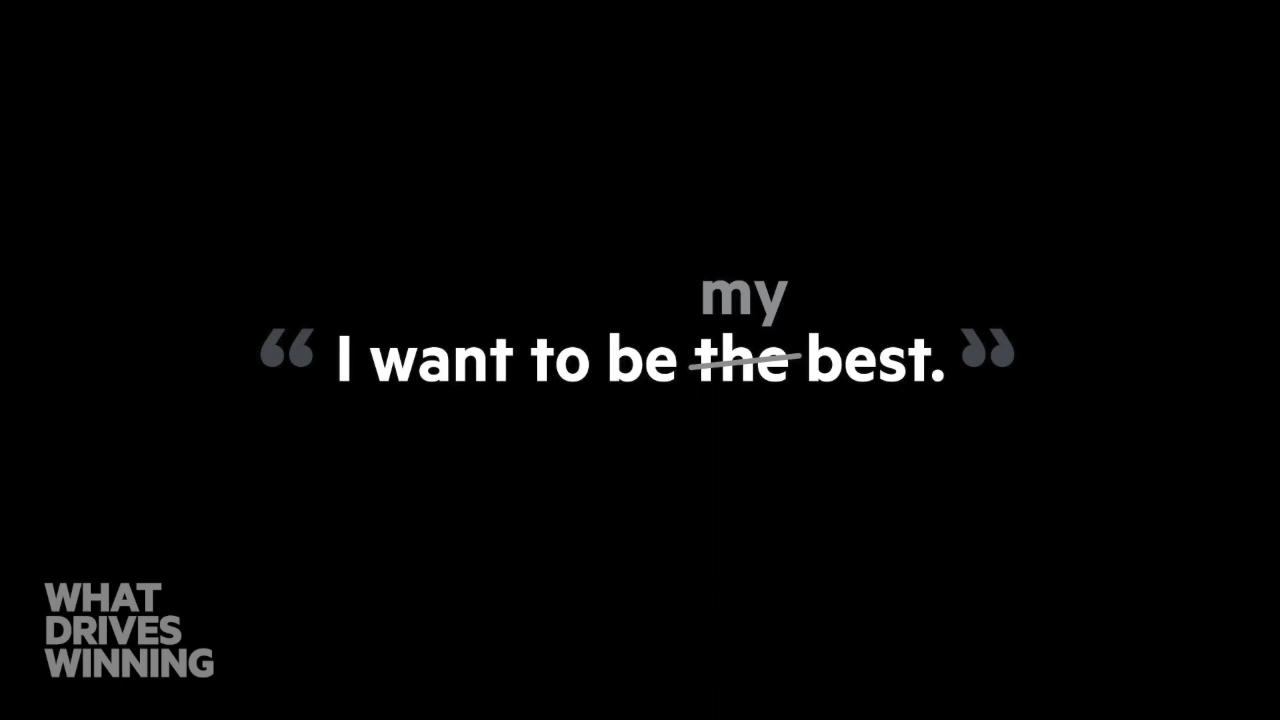 my
“ I want to be the best. ”
WHAT
DRIVES
WINNING